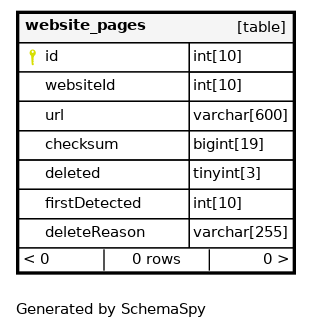 website_pages [table]
id int[10]
websiteId int[10]
url varchar[600]
checksum bigint[19]
deleted tinyint[3]
firstDetected int[10]
deleteReason varchar[255]
< 0 0 rows 0 >
Generated by SchemaSpy